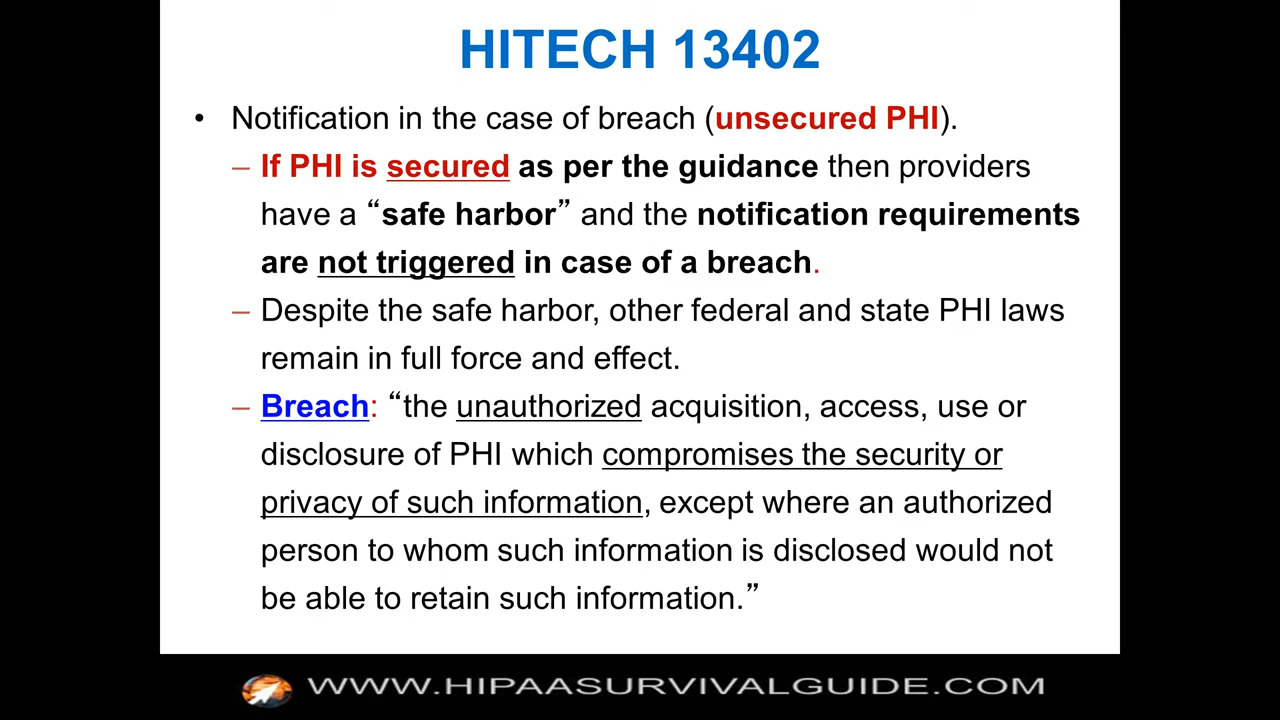 HITECH 13402
• Notification in the case of breach (unsecured PHI).
– If PHI is secured as per the guidance then providers
have a “safe harbor” and the notification requirements
are not triggered in case of a breach.
– Despite the safe harbor, other federal and state PHI laws
remain in full force and effect.
– Breach: “the unauthorized acquisition, access, use or
disclosure of PHI which compromises the security or
privacy of such information, except where an authorized
person to whom such information is disclosed would not
be able to retain such information.”
WWW.HIPAASURVIVALGUIDE.COM